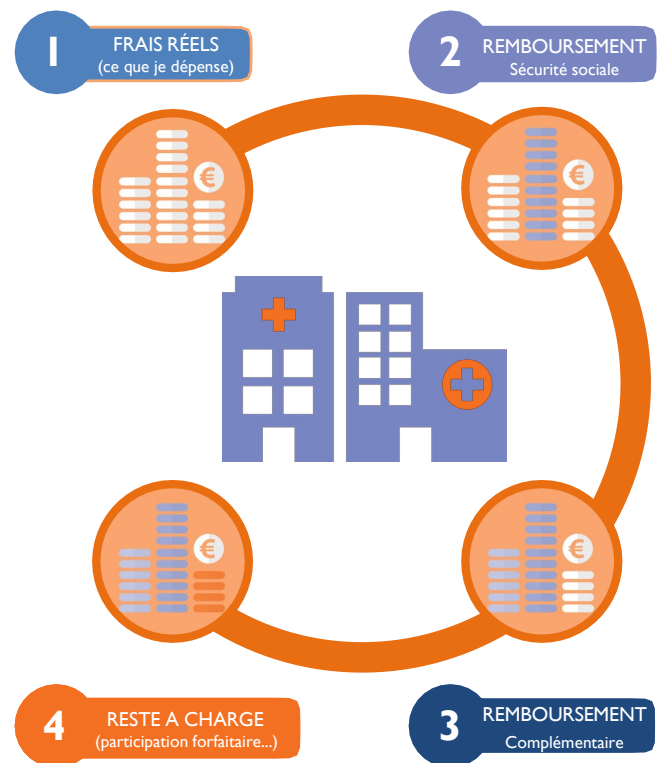 1
FRAIS RÉELS
(ce que je dépense)
2
REMBOURSEMENT
Sécurité sociale
€
€
€
€
4
RESTE A CHARGE
(participation forfaitaire...)
3
REMBOURSEMENT
Complémentaire